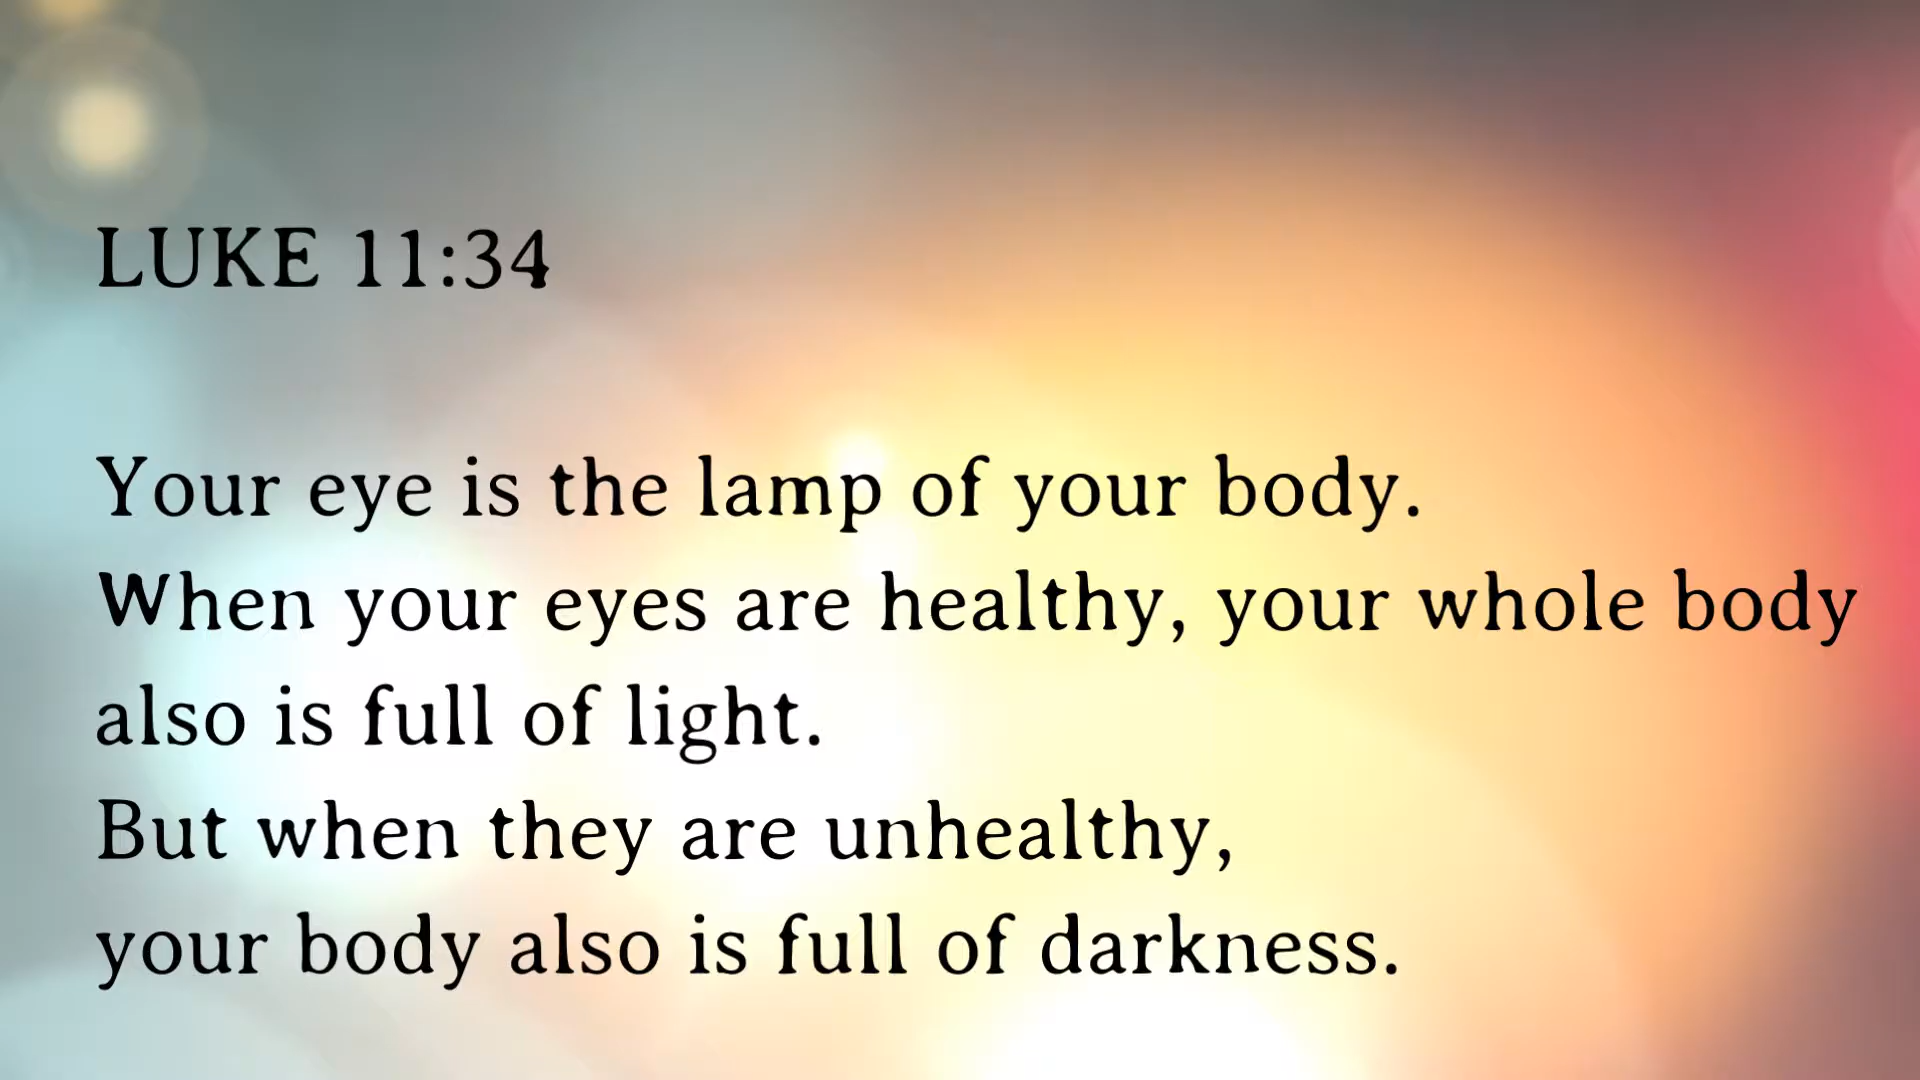 LUKE 11:34
Your eye is the lamp of your body.
When your eyes are healthy, your whole body
also is full of light.
But when they are unhealthy,
your body also is full of darkness.